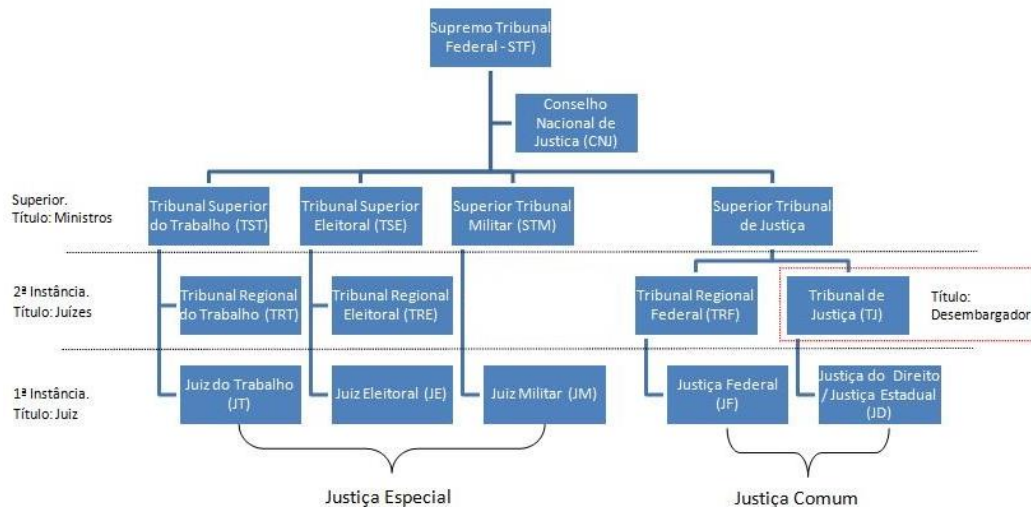 Supremo Tribunal
Federal - STF)
Conselho
Nacional de
Justica (CNJ)
Superior.
Título: Ministros
Tribunal Superior
do Trabalho (TST)
Tribunal Superior
Eleitoral (TSE)
Superior Tribunal
Militar (STM)
Superior Tribunal
de Justiça
2ª Instância.
Título: Juízes
Tribunal Regional
do Trabalho (TRT)
Tribunal Regional
Eleitoral (TRE)
Tribunal Regional
Federal (TRF)
Tribunal de
Justiça (TJ)
Título:
Desembargador
1ª Instância.
Título: Juiz
Juiz do Trabalho
(JT)
Juiz Eleitoral (JE)
Juiz Militar (JM)
Justiça Federal
(JF)
Justiça do Direito
/ Justiça Estadual
(JD)
Justiça Especial
Justiça Comum